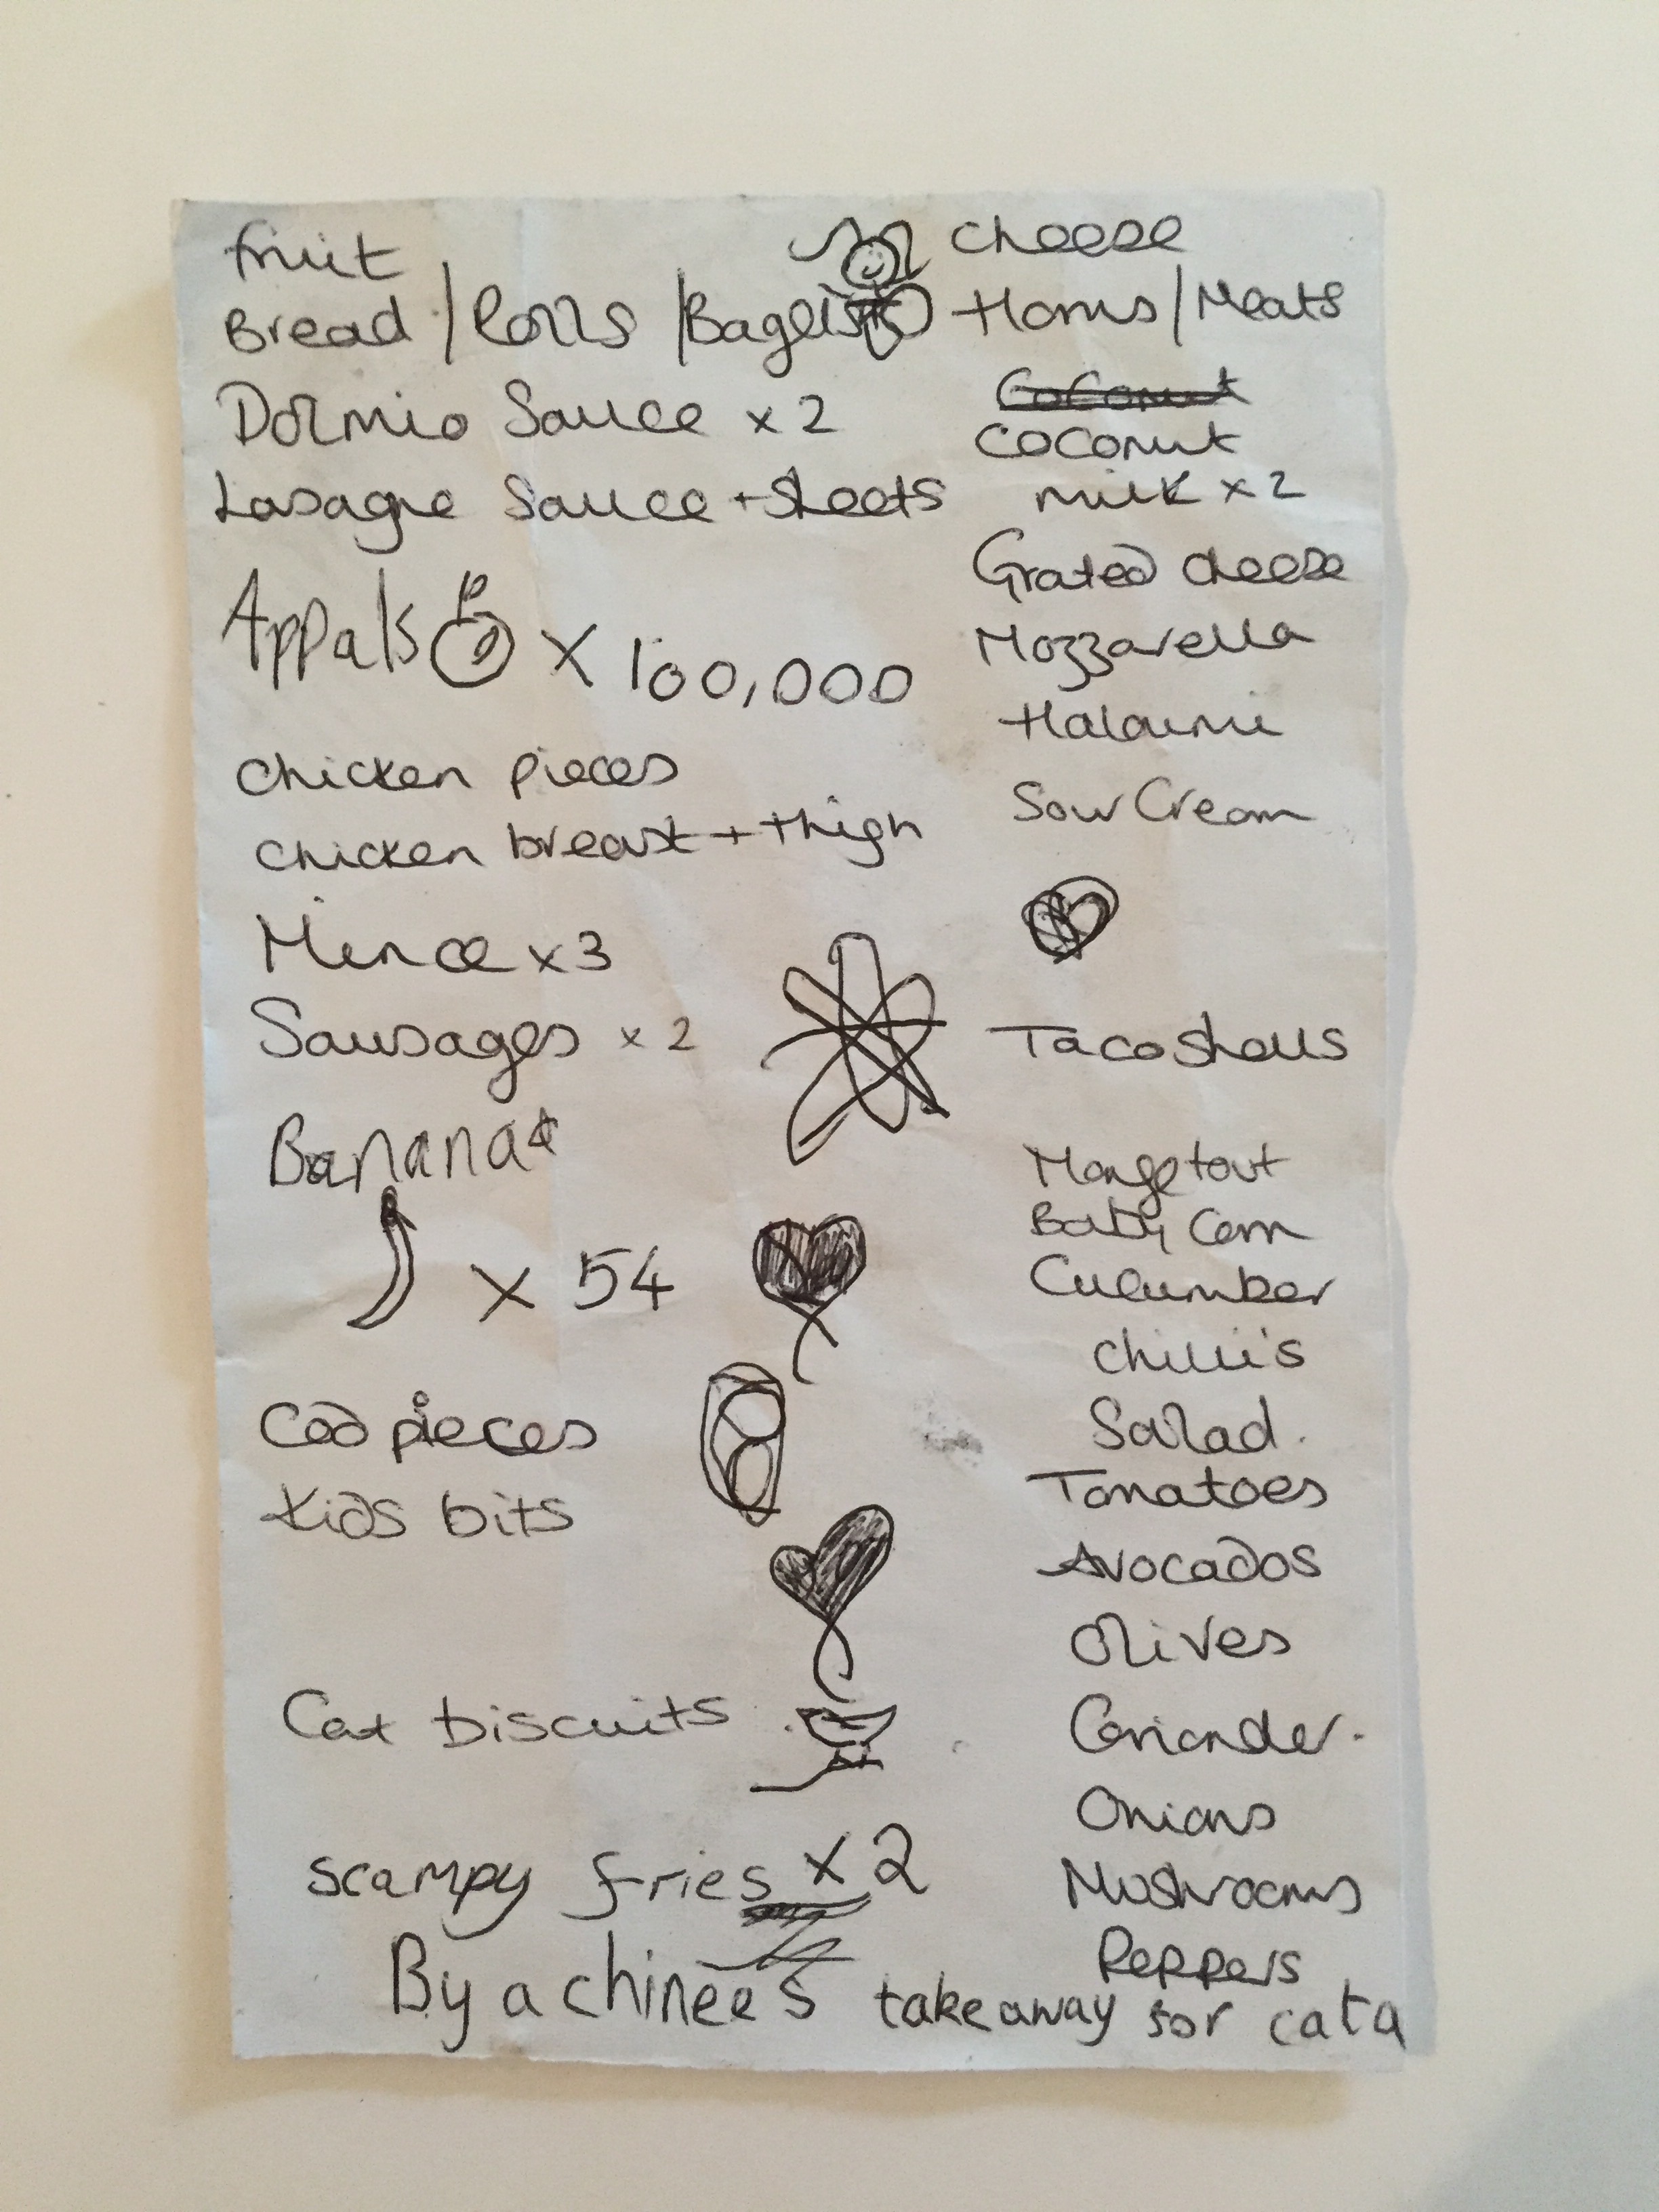 fruit
Bread / Rolls / Bagels
Dolmio Sauce x 2
Lasagne Sauce + Sheets
Appals x 100,000
chicken pieces
chicken breast + thigh
Mince x 3
Sausages x 2
Bananas
x 54
Cod pieces
Kids bits
Cat biscuits
scampy fries x 2
By a chinees takeaway for cata
cheese
Hams / Meats
Coconut
Coconut
milk x 2
Grated cheese
Mozzarella
Haloumi
Sour Cream
Taco Shells
Mangetout
Baby Corn
Cucumber
chilli's
Salad.
Tomatoes
Avocados
Olives
Coriander.
Onions
Mushrooms
Peppers